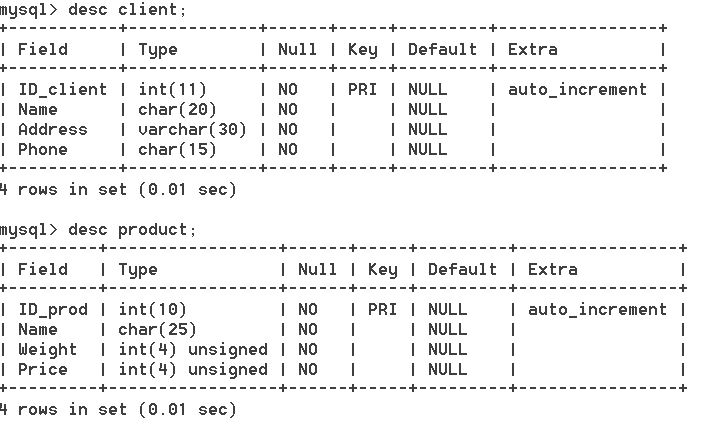 mysql> desc client;
+-----------+-------------+------+-----+---------+----------------+
| Field     | Type        | Null | Key | Default | Extra          |
+-----------+-------------+------+-----+---------+----------------+
| ID_client | int(11)     | NO   | PRI | NULL    | auto_increment |
| Name      | char(20)    | NO   |     | NULL    |                |
| Address   | varchar(30) | NO   |     | NULL    |                |
| Phone     | char(15)    | NO   |     | NULL    |                |
+-----------+-------------+------+-----+---------+----------------+
4 rows in set (0.01 sec)
mysql> desc product;
+---------+-----------------+------+-----+---------+----------------+
| Field   | Type            | Null | Key | Default | Extra          |
+---------+-----------------+------+-----+---------+----------------+
| ID_prod | int(10)         | NO   | PRI | NULL    | auto_increment |
| Name    | char(25)        | NO   |     | NULL    |                |
| Weight  | int(4) unsigned | NO   |     | NULL    |                |
| Price   | int(4) unsigned | NO   |     | NULL    |                |
+---------+-----------------+------+-----+---------+----------------+
4 rows in set (0.01 sec)